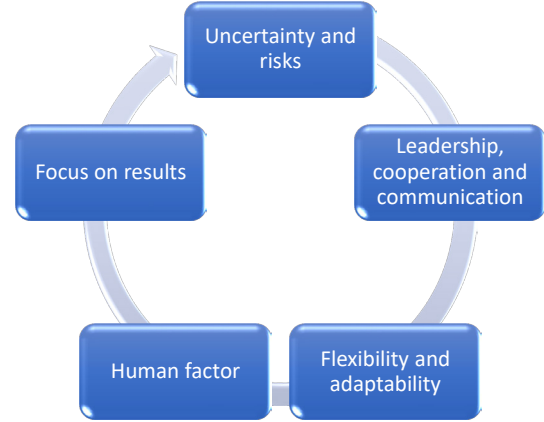 Uncertainty and
risks
Leadership,
cooperation and
communication
Flexibility and
adaptability
Human factor
Focus on results